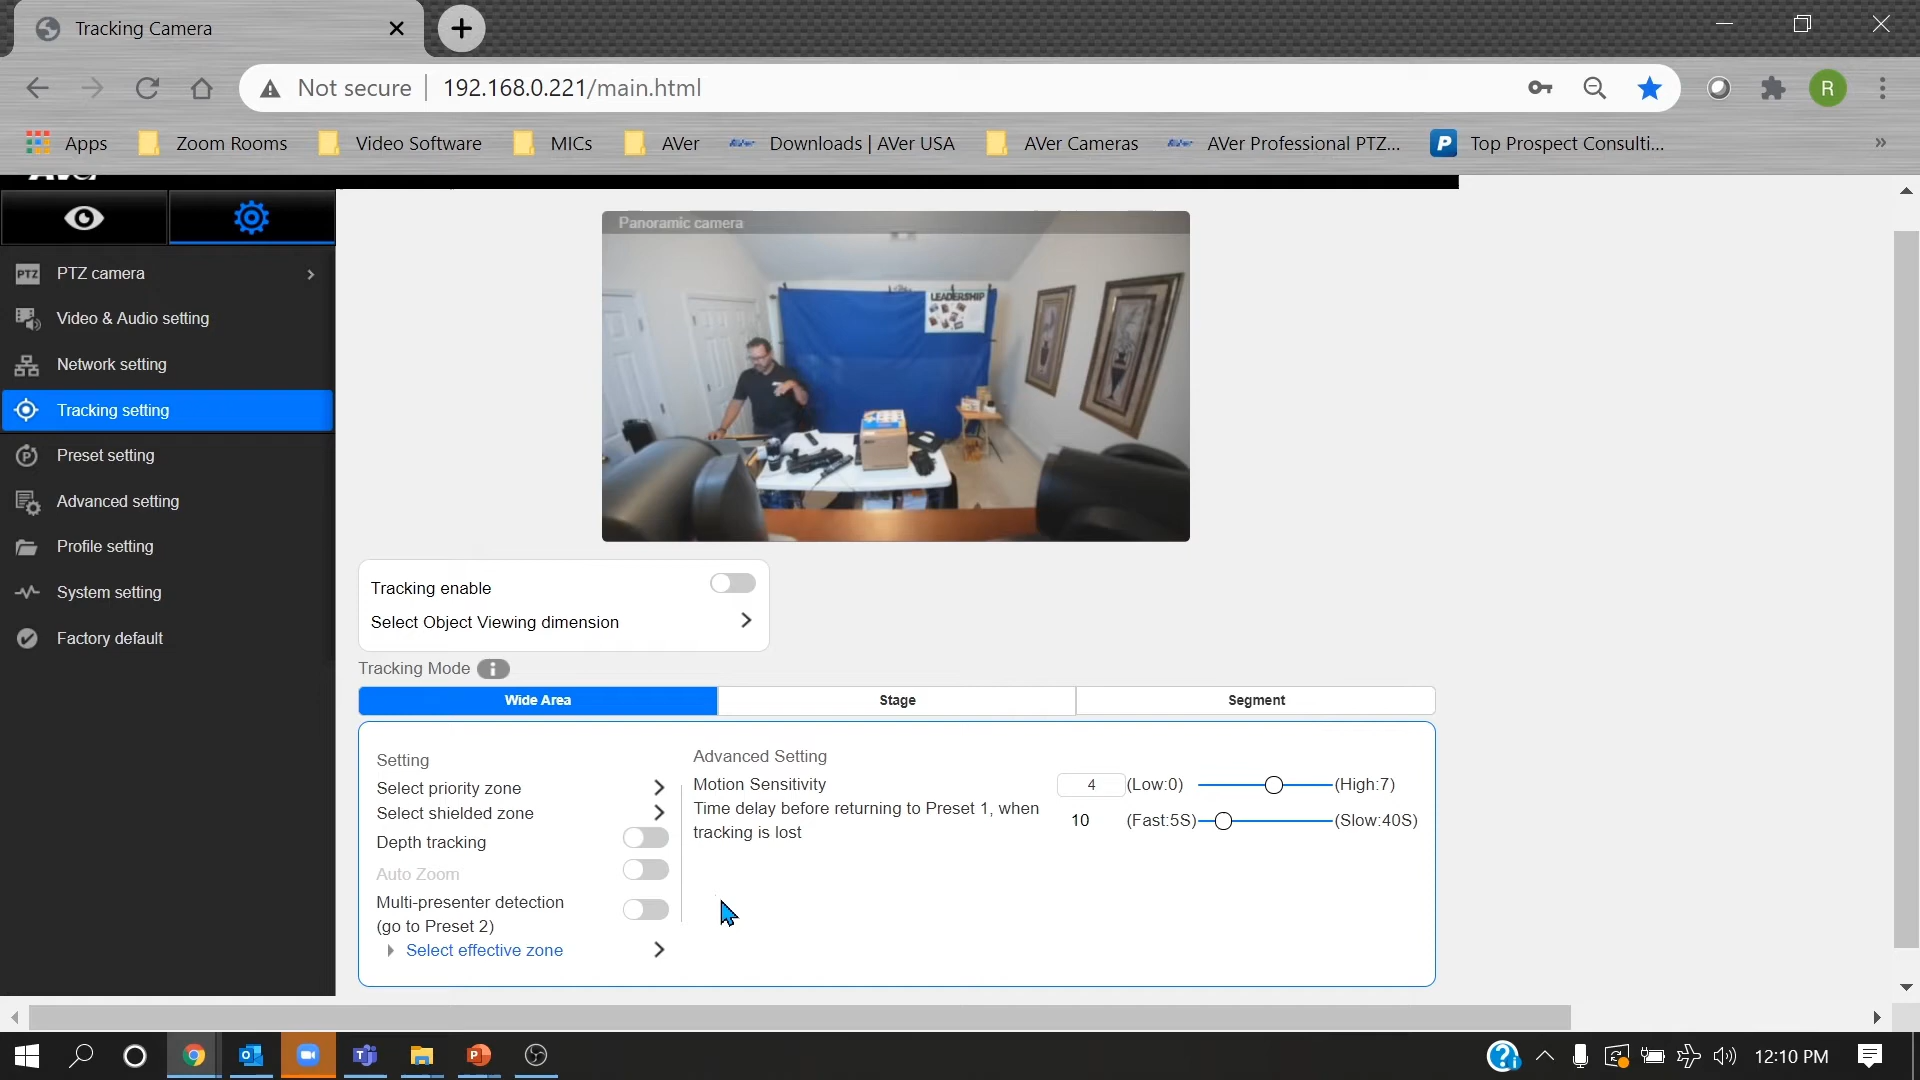 Tracking Camera
Not secure
192.168.0.221/main.html
R
Apps
Zoom Rooms
Video Software
MICs
AVer
Downloads | AVer USA
AVer Cameras
AVer Professional PTZ...
P
Top Prospect Consulti...
»
Panoramic camera
LEADERSHIP
PTZ
PTZ camera
Video & Audio setting
Network setting
Tracking setting
Preset setting
Advanced setting
Profile setting
System setting
Factory default
Tracking enable
Select Object Viewing dimension
Tracking Mode i
Wide Area
Stage
Segment
Setting
Select priority zone
Select shielded zone
Depth tracking
Auto Zoom
Multi-presenter detection
(go to Preset 2)
Select effective zone
Advanced Setting
Motion Sensitivity
4 (Low:0) (High:7)
Time delay before returning to Preset 1, when
tracking is lost
10 (Fast:5S) (Slow:40S)
12:10 PM